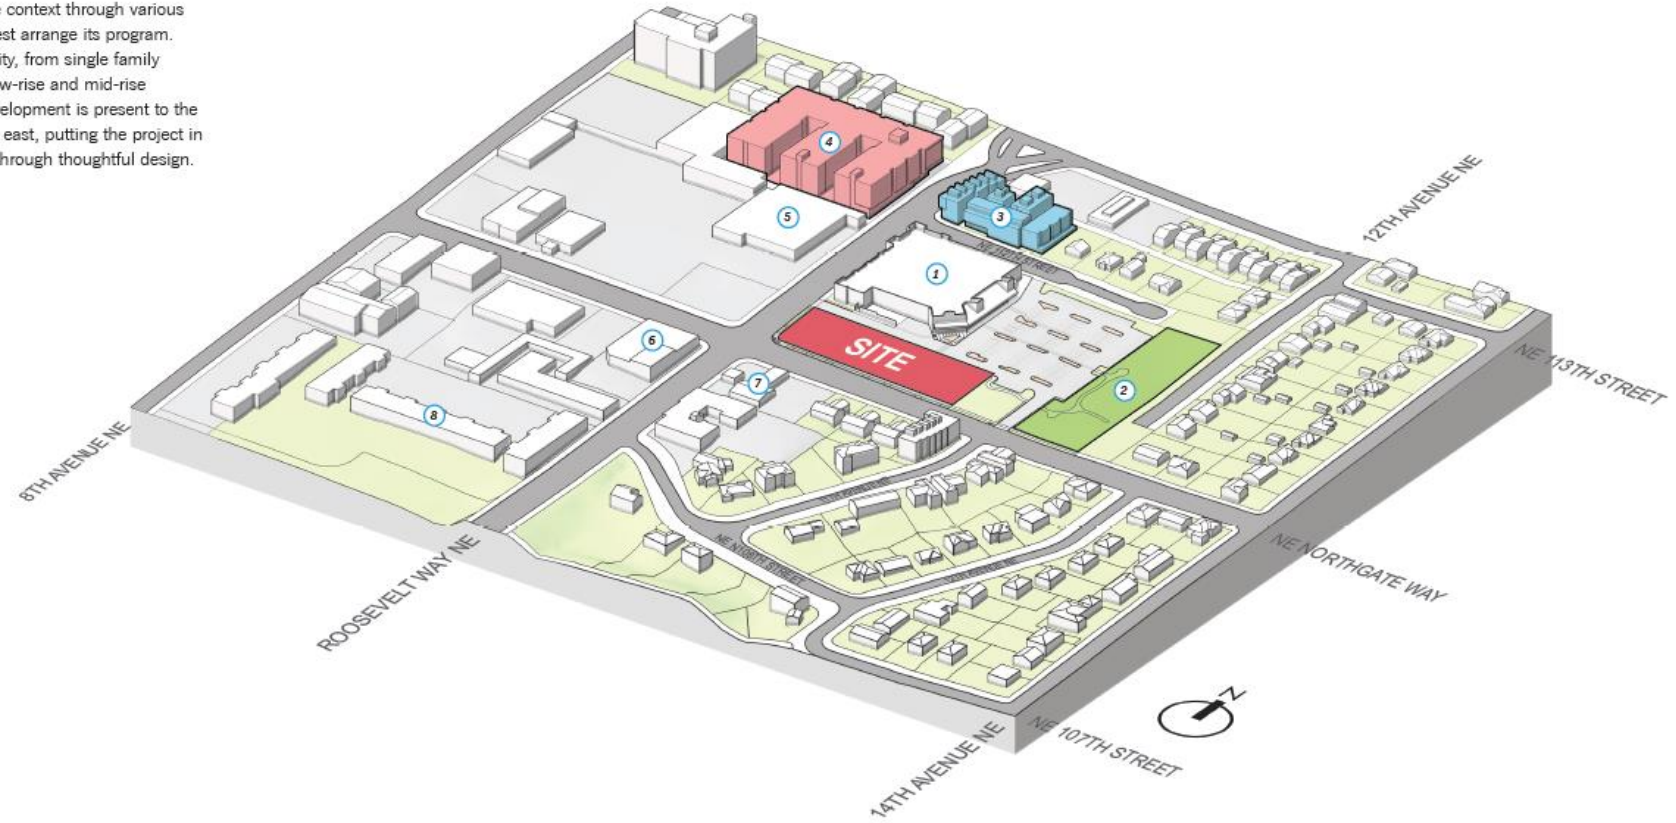 e context through various
est arrange its program.
ity, from single family
w-rise and mid-rise
elopment is present to the
east, putting the project in
hrough thoughtful design.
4
12TH AVENUE NE
5
3
1
6
SITE
NE 113TH STREET
7
2
8
8TH AVENUE NE
NE N108TH STREET
NE NORTHGATE WAY
ROOSEVELT WAY NE
N
NE 107TH STREET
14TH AVENUE NE